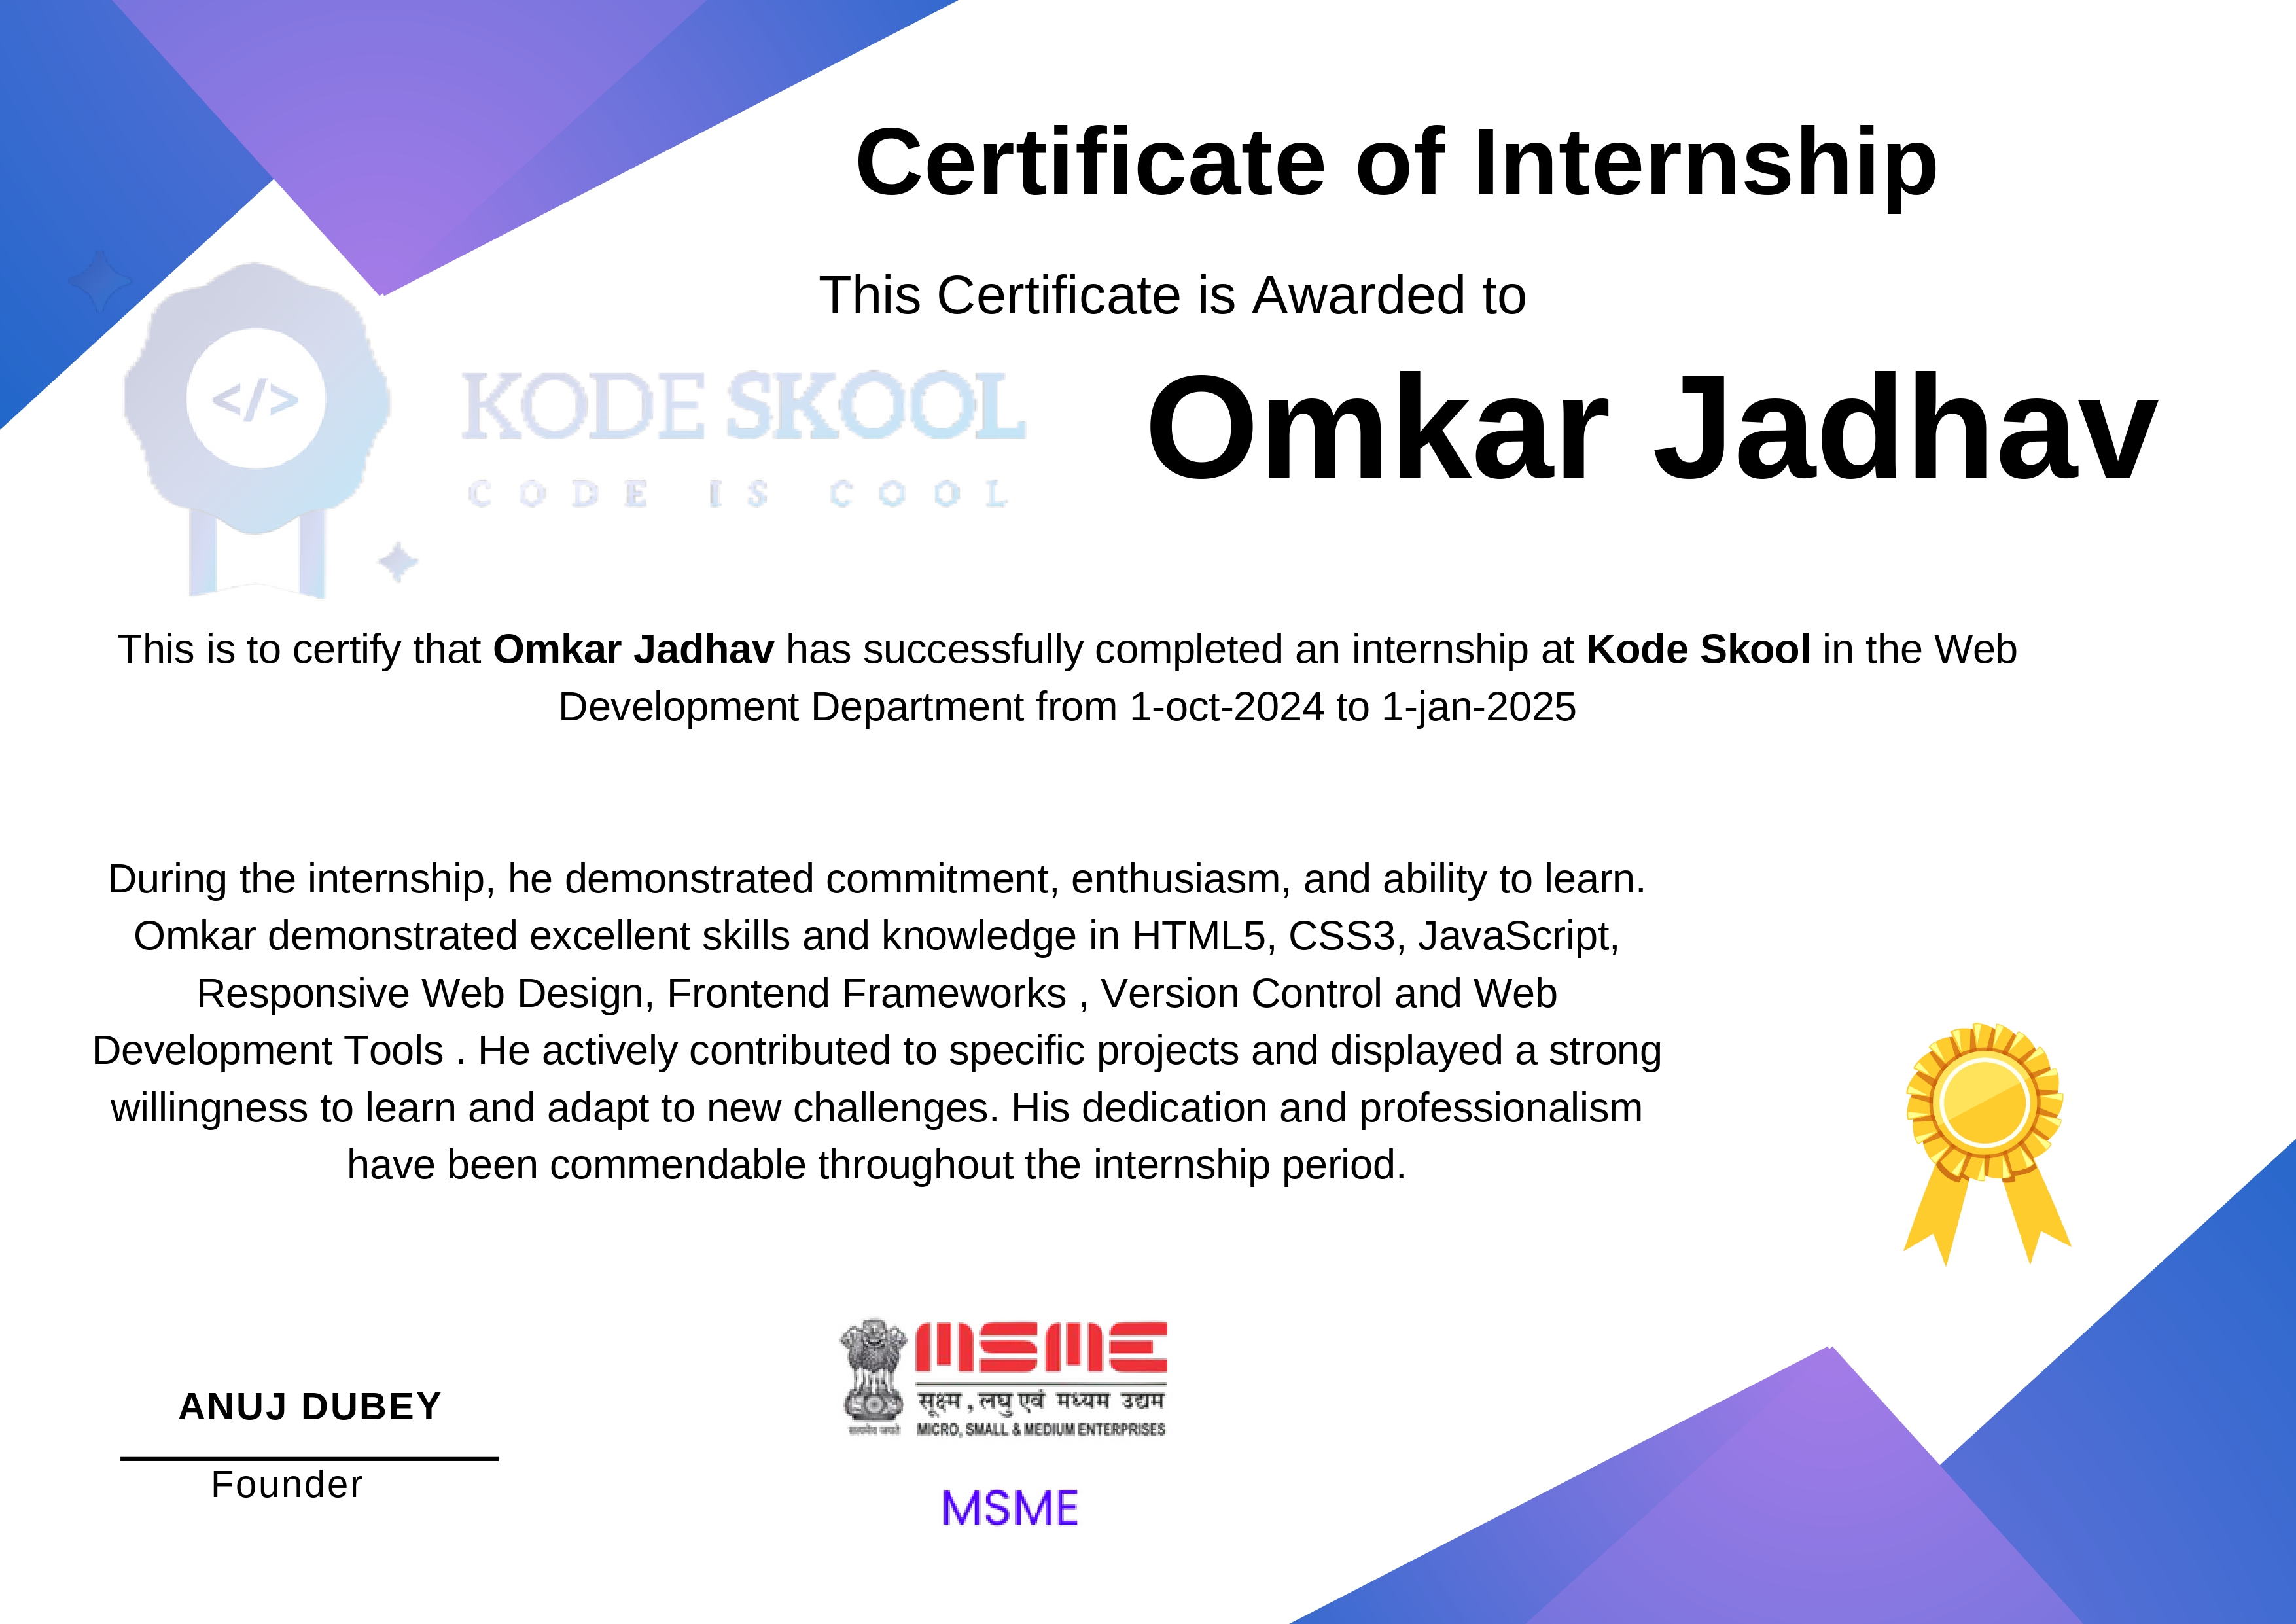 Certificate of Internship
This Certificate is Awarded to
Omkar Jadhav
</>
KODE SKOOL
CODE IS COOL
This is to certify that Omkar Jadhav has successfully completed an internship at Kode Skool in the Web
Development Department from 1-oct-2024 to 1-jan-2025
During the internship, he demonstrated commitment, enthusiasm, and ability to learn.
Omkar demonstrated excellent skills and knowledge in HTML5, CSS3, JavaScript,
Responsive Web Design, Frontend Frameworks , Version Control and Web
Development Tools . He actively contributed to specific projects and displayed a strong
willingness to learn and adapt to new challenges. His dedication and professionalism
have been commendable throughout the internship period.
ANUJ DUBEY
Founder
MSME
सूक्ष्म , लघु एवं मध्यम उद्यम
सत्यमेव जयते
MICRO, SMALL & MEDIUM ENTERPRISES
MSME